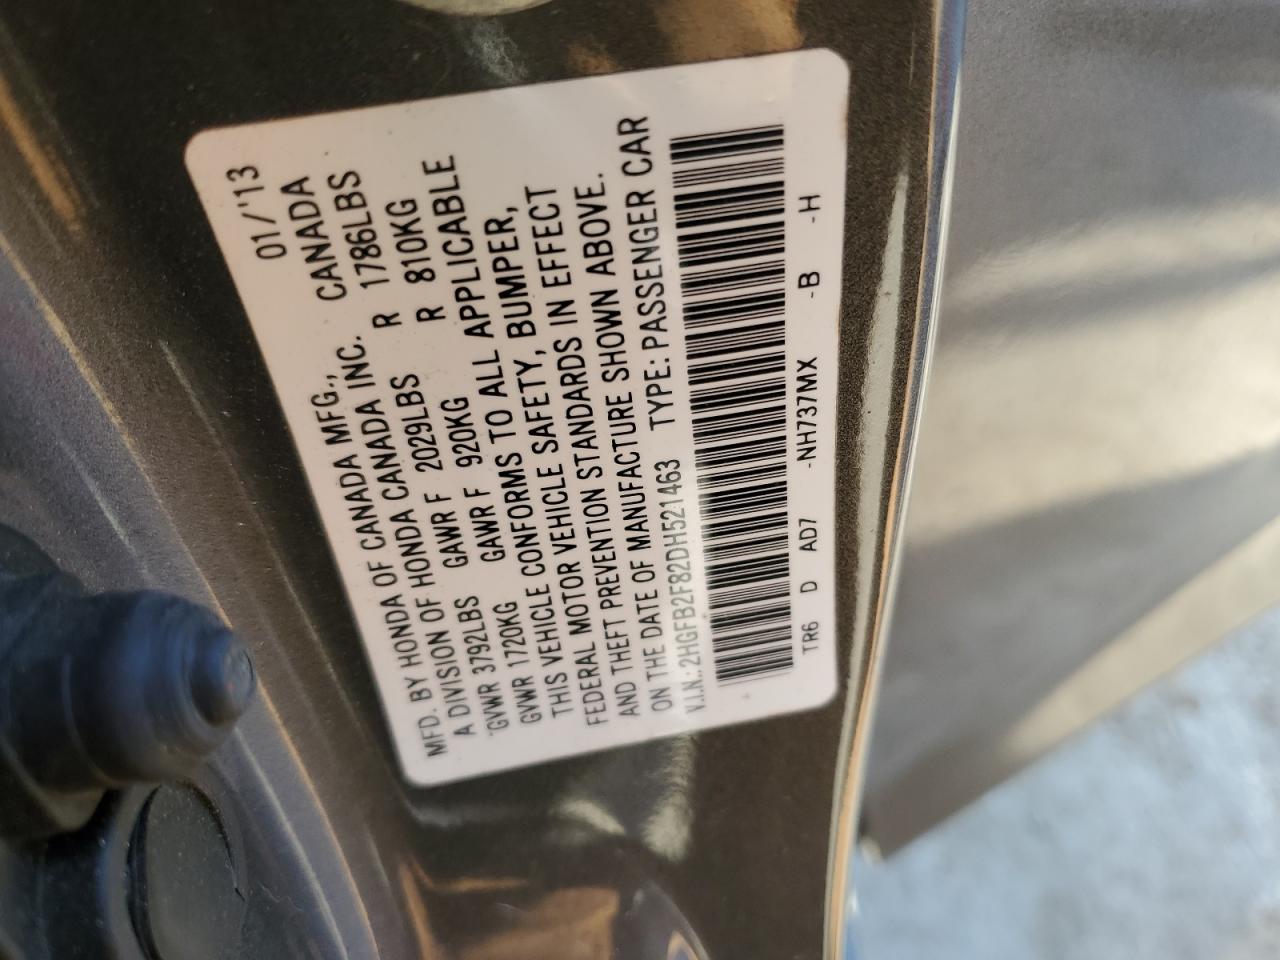 MFD. BY HONDA OF CANADA MFG., 01/'13
A DIVISION OF HONDA CANADA INC. CANADA
GVWR 3792LBS GAWR F 2029LBS R 1786LBS
GVWR 1720KG GAWR F 920KG R 810KG
THIS VEHICLE CONFORMS TO ALL APPLICABLE
FEDERAL MOTOR VEHICLE SAFETY, BUMPER,
AND THEFT PREVENTION STANDARDS IN EFFECT
ON THE DATE OF MANUFACTURE SHOWN ABOVE.
V.I.N.: 2HGFB2F82DH521463 TYPE: PASSENGER CAR
TR6 D AD7 -NH737MX -B -H